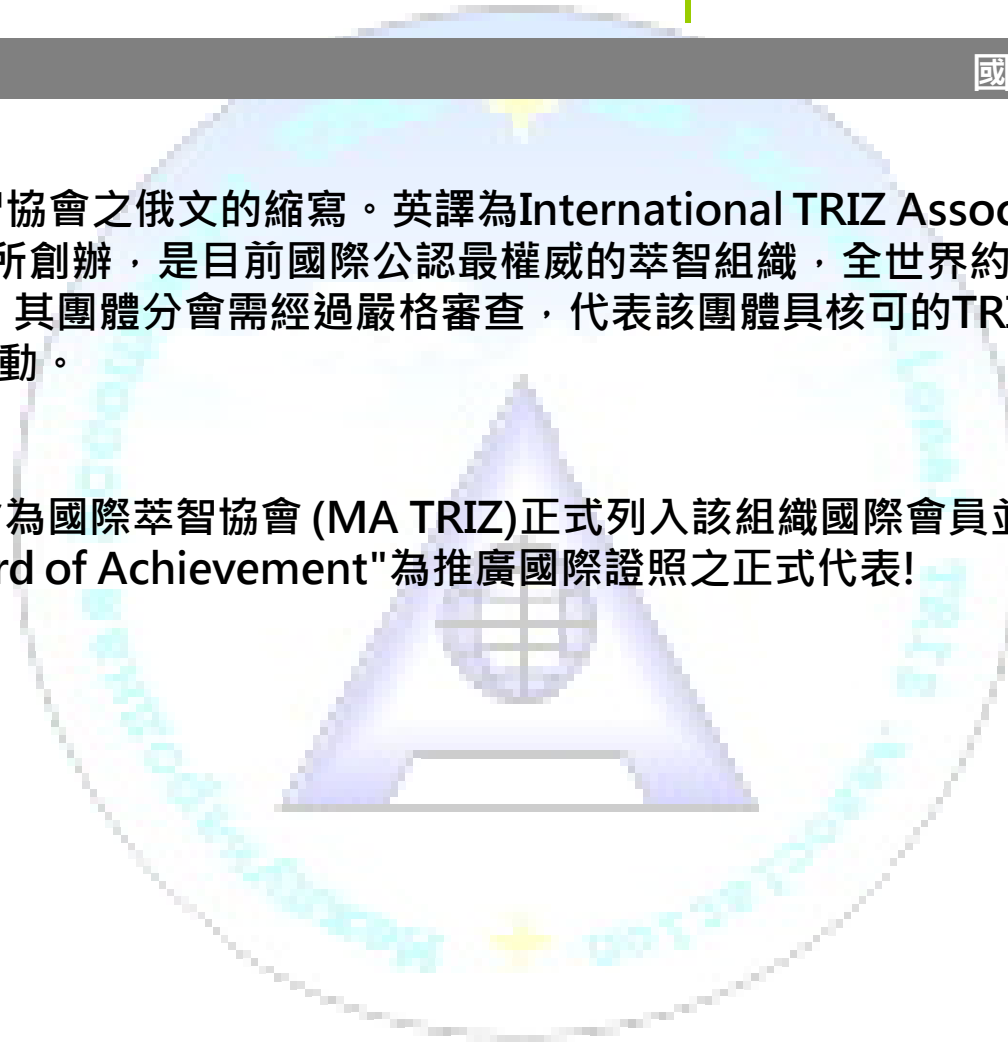 國
協會之俄文的縮寫。英譯為International TRIZ Assoc
所創辦，是目前國際公認最權威的萃智組織，全世界約
其團體分會需經過嚴格審查，代表該團體具核可的TRI
動。
為國際萃智協會 (MA TRIZ)正式列入該組織國際會員並
rd of Achievement"為推廣國際證照之正式代表!